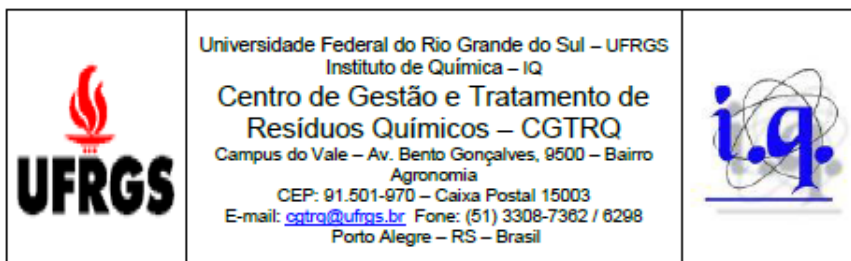 UFRGS
Universidade Federal do Rio Grande do Sul – UFRGS
Instituto de Química – IQ
Centro de Gestão e Tratamento de
Resíduos Químicos – CGTRQ
Campus do Vale – Av. Bento Gonçalves, 9500 – Bairro
Agronomia
CEP: 91.501-970 – Caixa Postal 15003
E-mail: cgtrq@ufrgs.br Fone: (51) 3308-7362 / 6298
Porto Alegre – RS – Brasil
i.q.